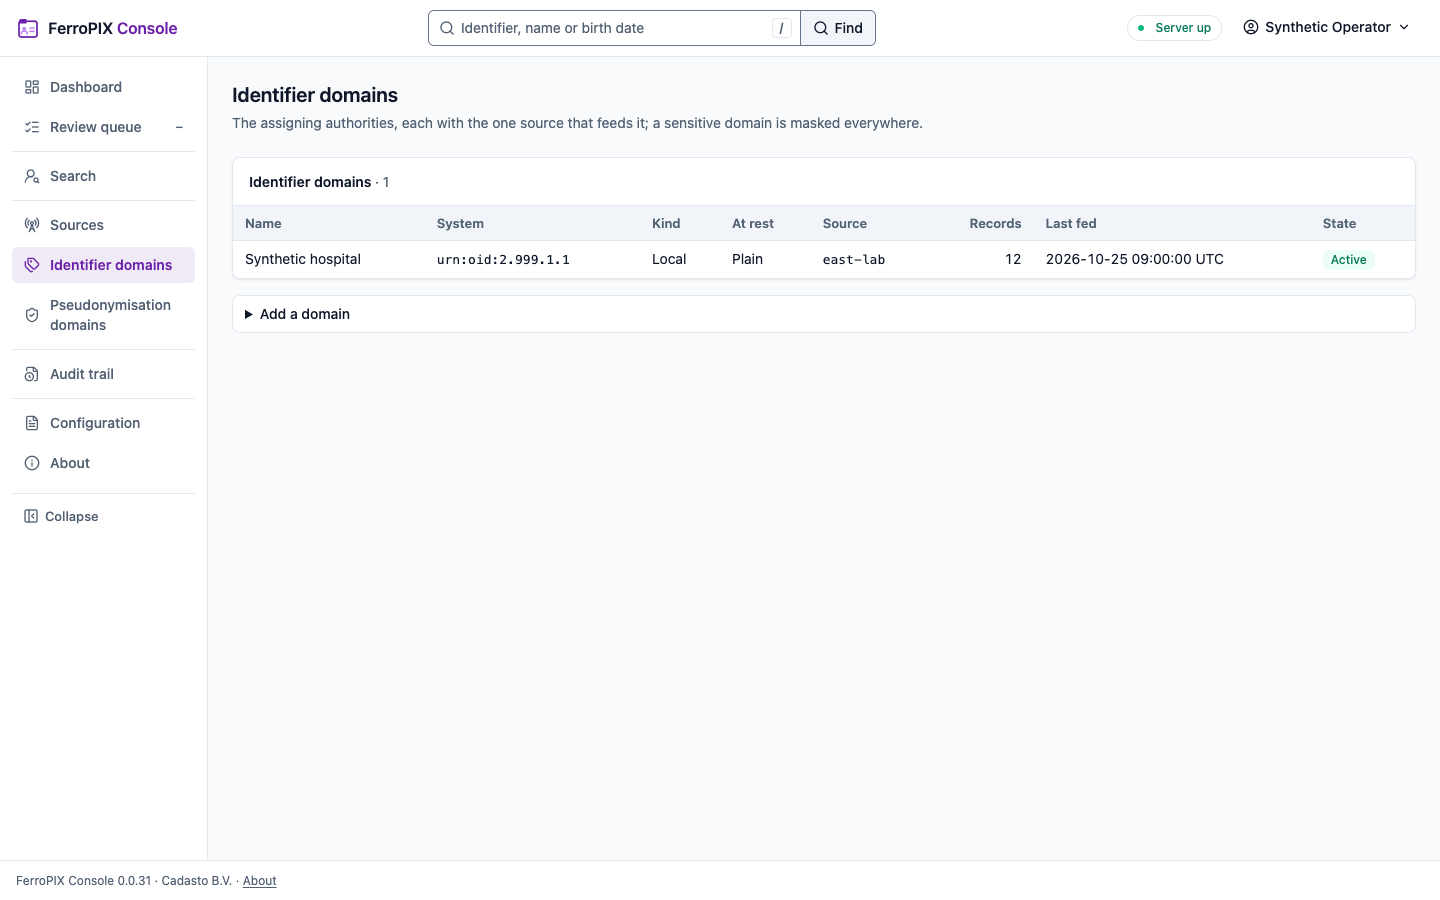 FerroPIX Console
Identifier, name or birth date
/
Find
Server up
Synthetic Operator
Dashboard
Review queue –
Search
Sources
Identifier domains
Pseudonymisation
domains
Audit trail
Configuration
About
Collapse
Identifier domains
The assigning authorities, each with the one source that feeds it; a sensitive domain is masked everywhere.
Identifier domains · 1
Name System Kind At rest Source Records Last fed State
Synthetic hospital urn:oid:2.999.1.1 Local Plain east-lab 12 2026-10-25 09:00:00 UTC Active
Add a domain
FerroPIX Console 0.0.31 · Cadasto B.V. · About